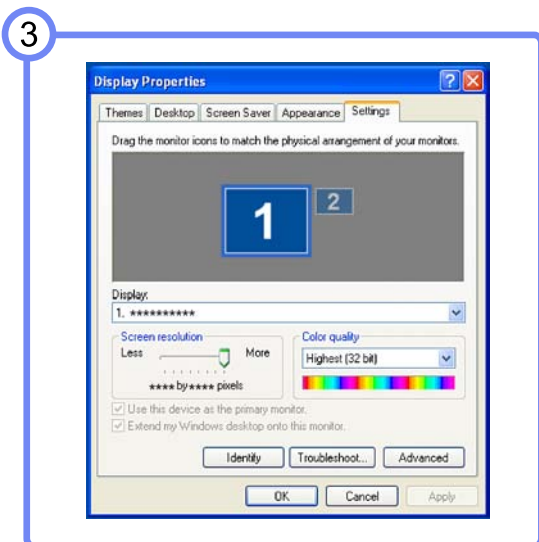 3
Display Properties
Themes Desktop Screen Saver Appearance Settings
Drag the monitor icons to match the physical arrangement of your monitors.
1 2
Display:
1. **********
Screen resolution
Less More
**** by **** pixels
Color quality
Highest (32 bit)
Use this device as the primary monitor.
Extend my Windows desktop onto this monitor.
Identify Troubleshoot... Advanced
OK Cancel Apply